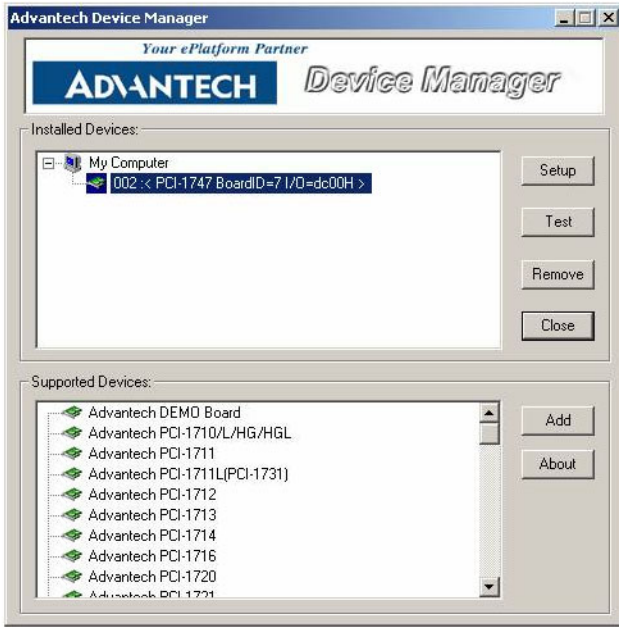 Advantech Device Manager
Your ePlatform Partner
ADVANTECH Device Manager
Installed Devices:
My Computer
002 :< PCI-1747 BoardID=7 I/O=dc00H >
Setup
Test
Remove
Close
Supported Devices:
Advantech DEMO Board
Advantech PCI-1710/L/HG/HGL
Advantech PCI-1711
Advantech PCI-1711L(PCI-1731)
Advantech PCI-1712
Advantech PCI-1713
Advantech PCI-1714
Advantech PCI-1716
Advantech PCI-1720
Advantech PCI-1721
Add
About